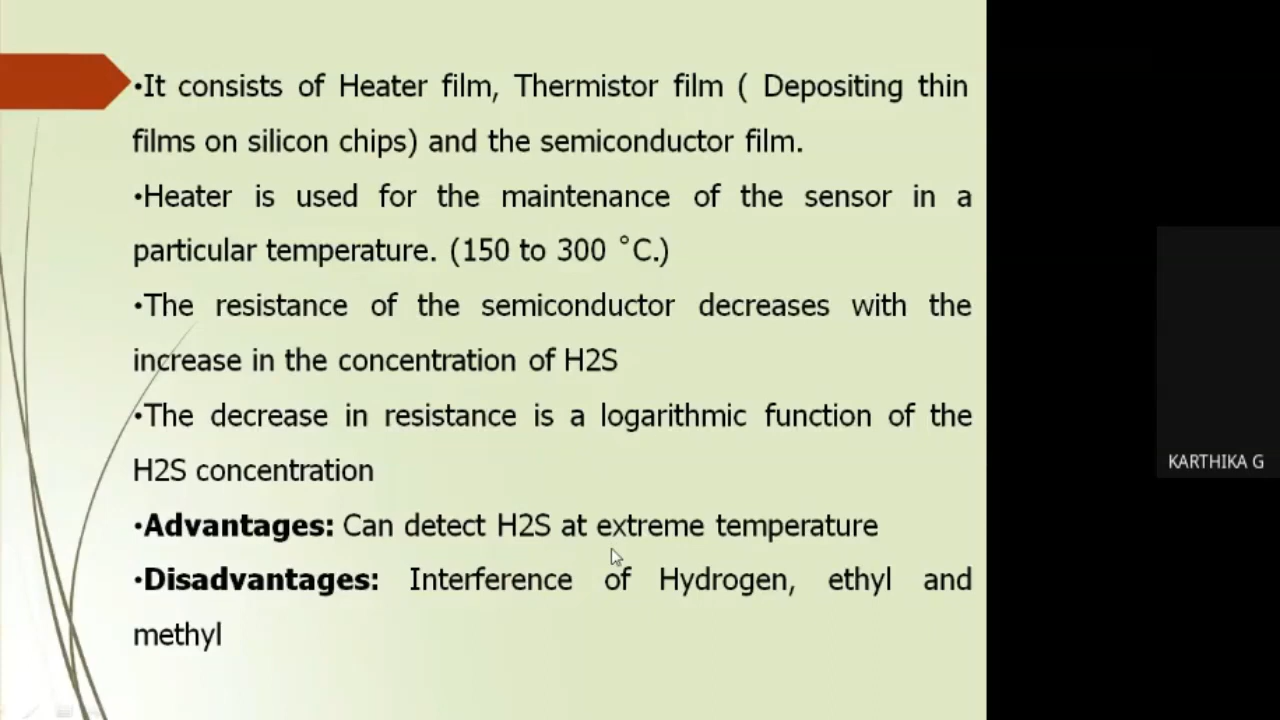 •It consists of Heater film, Thermistor film ( Depositing thin
films on silicon chips) and the semiconductor film.
•Heater is used for the maintenance of the sensor in a
particular temperature. (150 to 300 ˚C.)
•The resistance of the semiconductor decreases with the
increase in the concentration of H2S
•The decrease in resistance is a logarithmic function of the
H2S concentration
•Advantages: Can detect H2S at extreme temperature
•Disadvantages: Interference of Hydrogen, ethyl and
methyl
KARTHIKA G